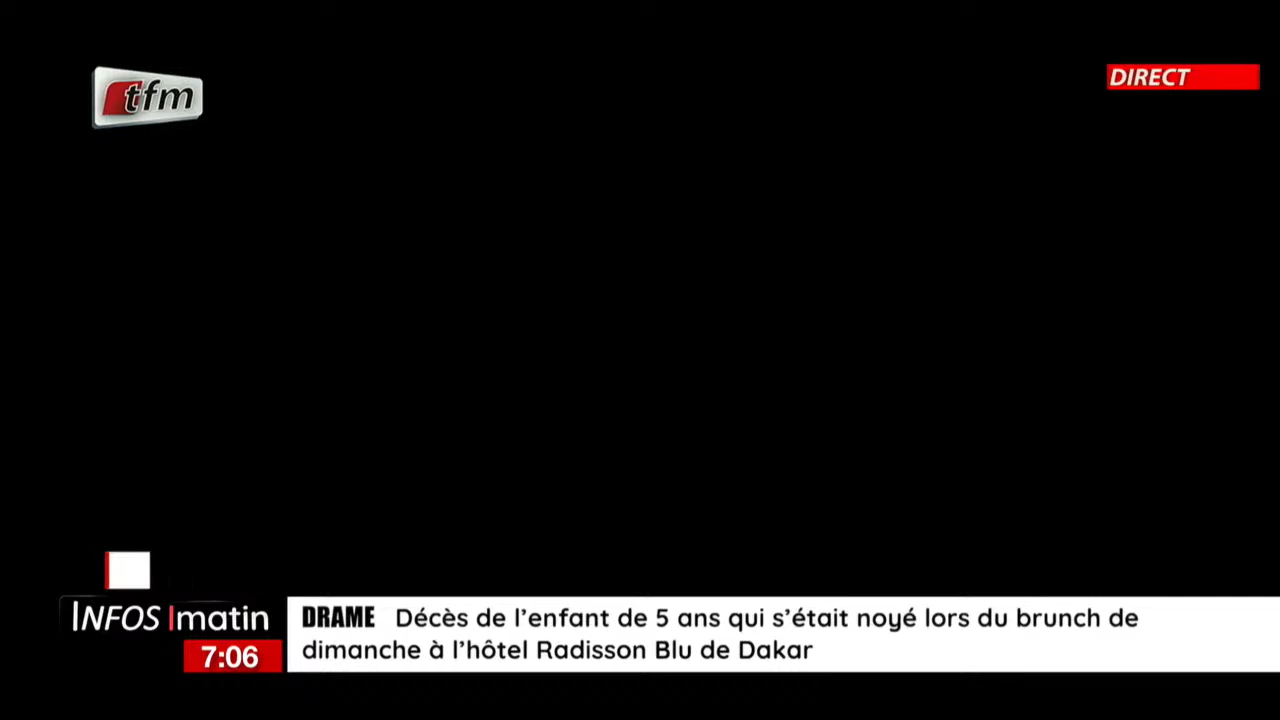 tfm
DIRECT
INFOS matin
7:06
DRAME Décès de l'enfant de 5 ans qui s'était noyé lors du brunch de
dimanche à l'hôtel Radisson Blu de Dakar